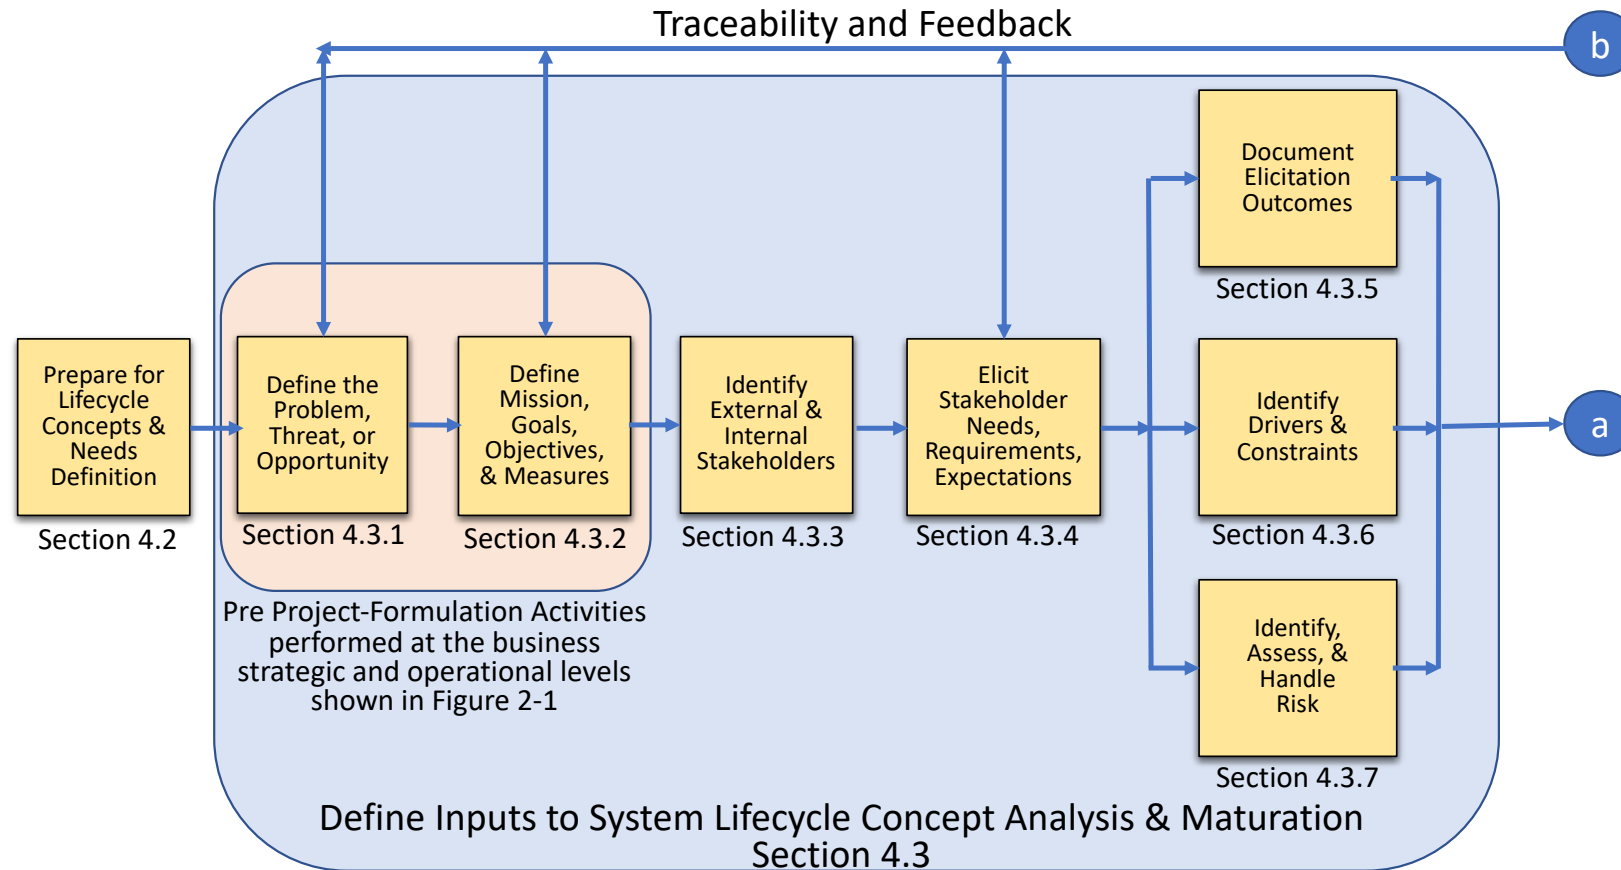 Traceability and Feedback
b
Document
Elicitation
Outcomes
Section 4.3.5
Prepare for
Lifecycle
Concepts &
Needs
Definition
Section 4.2
Define the
Problem,
Threat, or
Opportunity
Section 4.3.1
Define
Mission,
Goals,
Objectives,
& Measures
Section 4.3.2
Identify
External &
Internal
Stakeholders
Section 4.3.3
Elicit
Stakeholder
Needs,
Requirements,
Expectations
Section 4.3.4
Identify
Drivers &
Constraints
Section 4.3.6
a
Pre Project-Formulation Activities
performed at the business
strategic and operational levels
shown in Figure 2-1
Identify,
Assess, &
Handle
Risk
Section 4.3.7
Define Inputs to System Lifecycle Concept Analysis & Maturation
Section 4.3